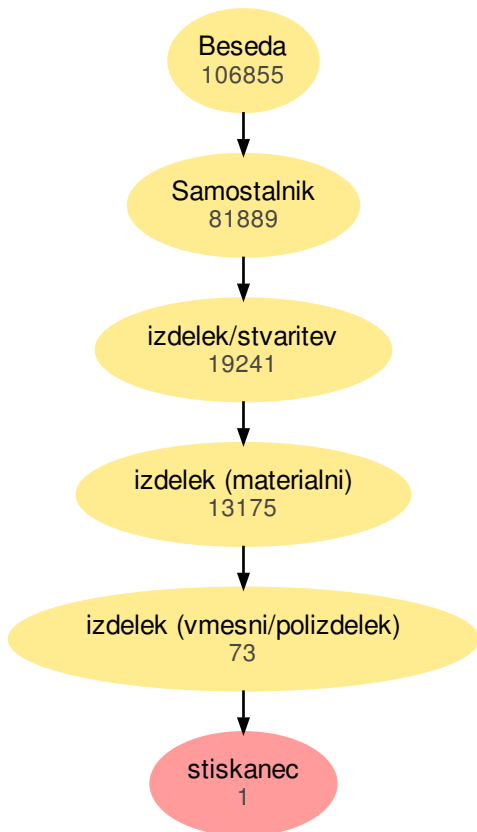 Beseda
106855
Samostalnik
81889
izdelek/stvaritev
19241
izdelek (materialni)
13175
izdelek (vmesni/polizdelek)
73
stiskanec
1